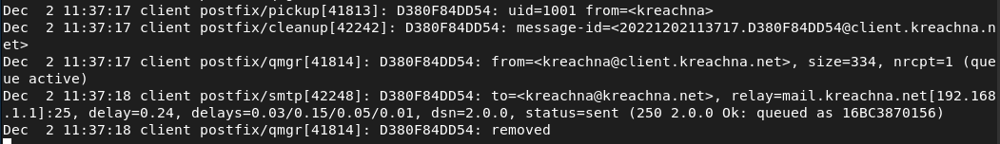 Dec  2 11:37:17 client postfix/pickup[41813]: D380F84DD54: uid=1001 from=<kreachna>
Dec  2 11:37:17 client postfix/cleanup[42242]: D380F84DD54: message-id=<20221202113717.D380F84DD54@client.kreachna.n
et>
Dec  2 11:37:17 client postfix/qmgr[41814]: D380F84DD54: from=<kreachna@client.kreachna.net>, size=334, nrcpt=1 (que
ue active)
Dec  2 11:37:18 client postfix/smtp[42248]: D380F84DD54: to=<kreachna@kreachna.net>, relay=mail.kreachna.net[192.168
.1.1]:25, delay=0.24, delays=0.03/0.15/0.05/0.01, dsn=2.0.0, status=sent (250 2.0.0 Ok: queued as 16BC3870156)
Dec  2 11:37:18 client postfix/qmgr[41814]: D380F84DD54: removed